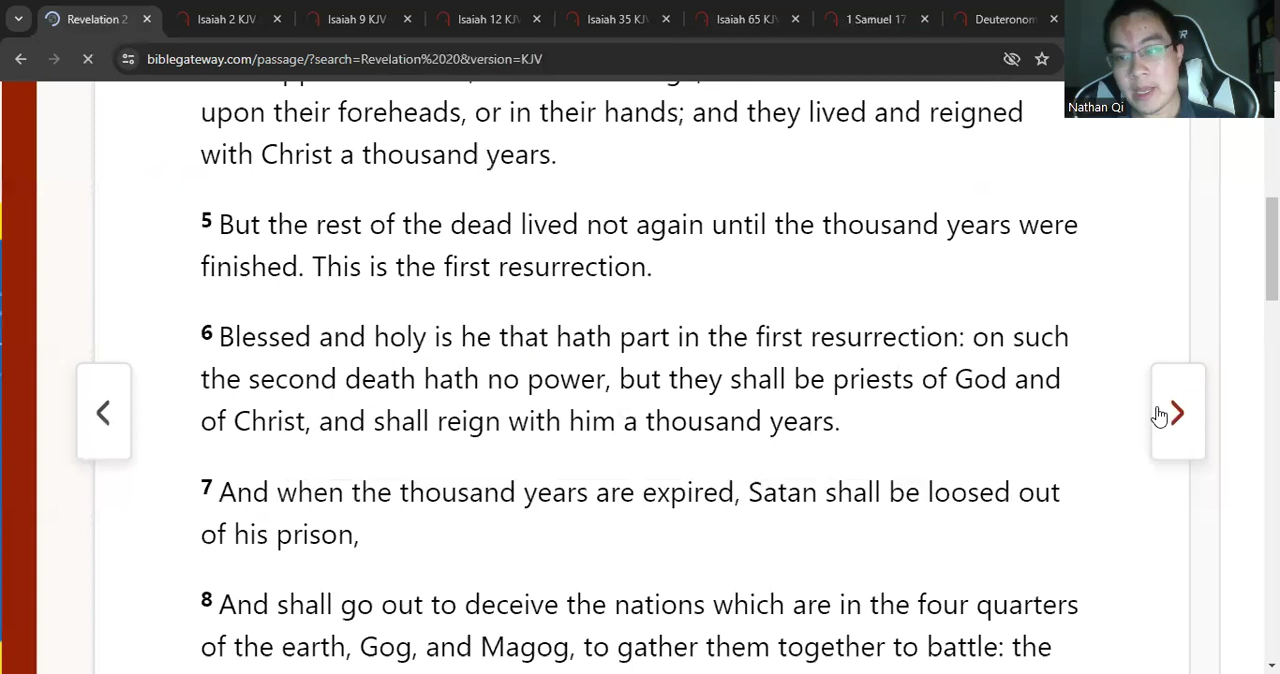 Revelation 2
Isaiah 2 KJV
Isaiah 9 KJV
Isaiah 12 KJV
Isaiah 35 KJV
Isaiah 65 KJV
1 Samuel 17
Deuteronom
biblegateway.com/passage/?search=Revelation%2020&version=KJV
Nathan Qi
upon their foreheads, or in their hands; and they lived and reigned
with Christ a thousand years.
5 But the rest of the dead lived not again until the thousand years were
finished. This is the first resurrection.
6 Blessed and holy is he that hath part in the first resurrection: on such
the second death hath no power, but they shall be priests of God and
of Christ, and shall reign with him a thousand years.
7 And when the thousand years are expired, Satan shall be loosed out
of his prison,
8 And shall go out to deceive the nations which are in the four quarters
of the earth, Gog, and Magog, to gather them together to battle: the